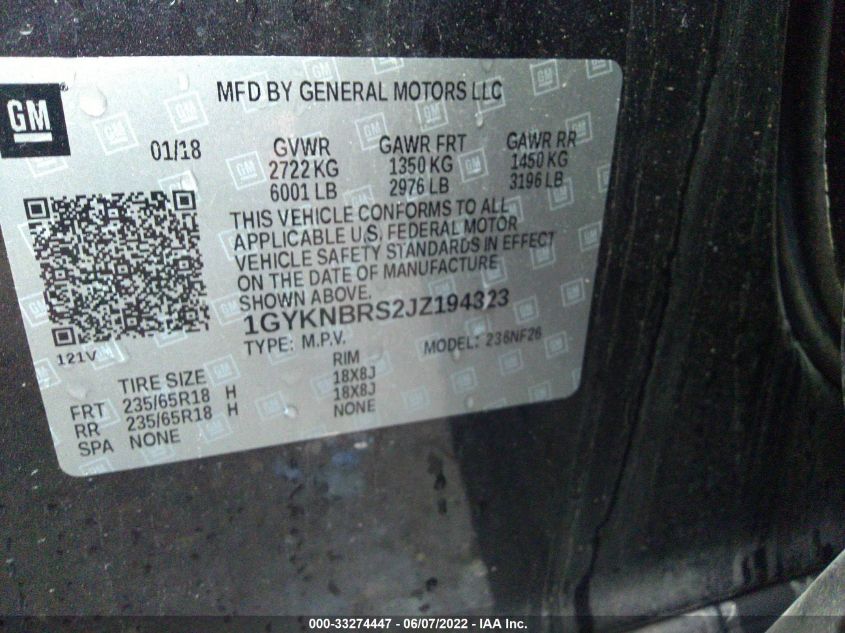 GM
MFD BY GENERAL MOTORS LLC
01/18
GVWR GAWR FRT GAWR RR
2722 KG 1350 KG 1450 KG
6001 LB 2976 LB 3196 LB
THIS VEHICLE CONFORMS TO ALL
APPLICABLE U.S. FEDERAL MOTOR
VEHICLE SAFETY STANDARDS IN EFFECT
ON THE DATE OF MANUFACTURE
SHOWN ABOVE.
1GYKNBRS2JZ194323
121V
TYPE: M.P.V. MODEL: 236NF26
TIRE SIZE RIM
FRT 235/65R18 H 18X8J
RR 235/65R18 H 18X8J
SPA NONE NONE
000-33274447 - 06/07/2022 - IAA Inc.